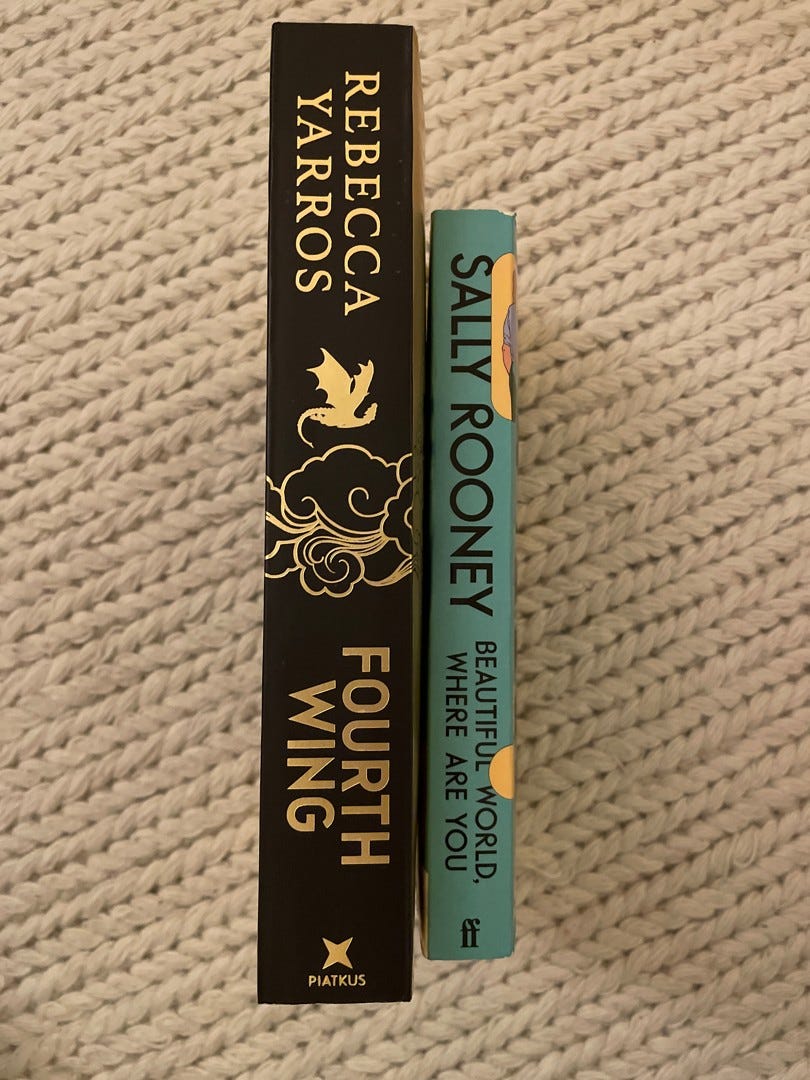 REBECCA
YARROS
FOURTH
WING
PIATKUS
SALLY ROONEY
BEAUTIFUL WORLD,
WHERE ARE YOU
ff